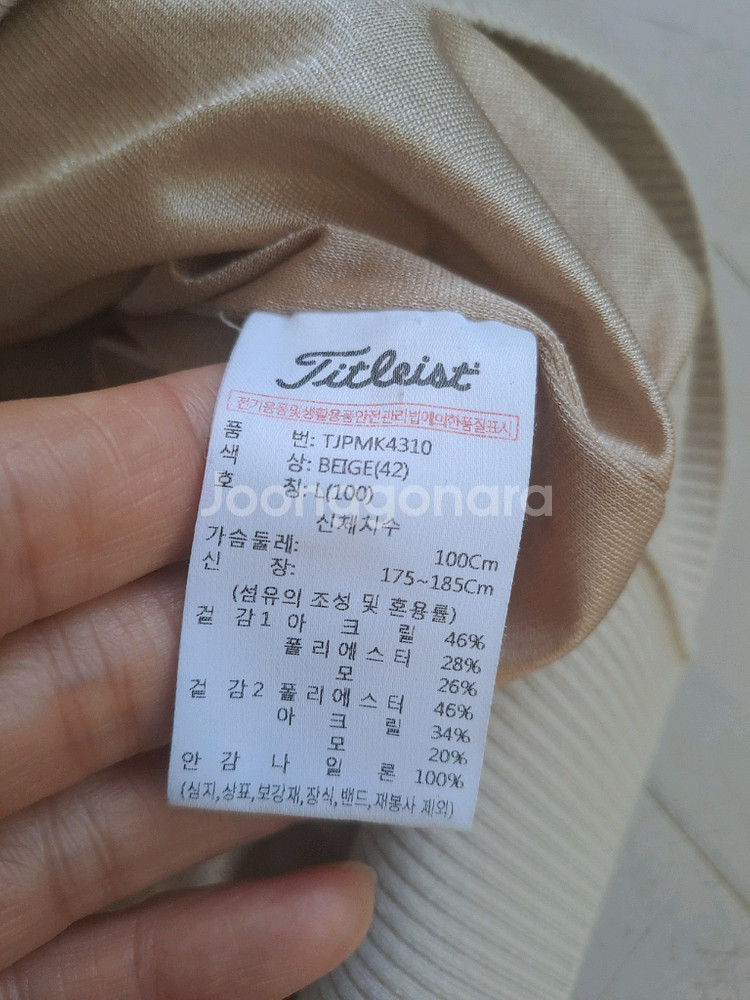 Titleist
전기용품및생활용품안전관리법에의한품질표시
품 번: TJPMK4310
색 상: BEIGE(42)
호 칭: L(100)
Joonggonara
신체치수
가슴둘레: 100Cm
신 장: 175~185Cm
(섬유의 조성 및 혼용률)
겉 감1 아 크 릴 46%
폴리에스터 28%
모 26%
겉 감2 폴리에스터 46%
아 크 릴 34%
모 20%
안 감 나 일 론 100%
(심지,상표,보강재,장식,밴드,재봉사 제외)